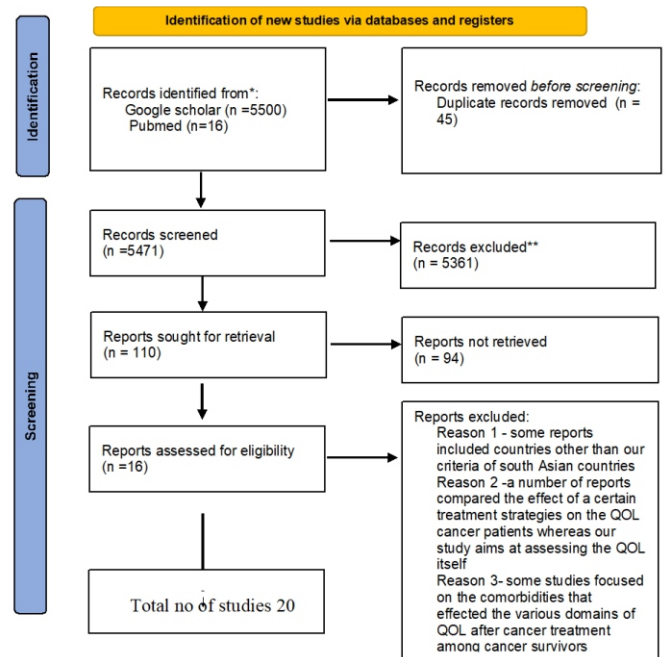 Identification of new studies via databases and registers
Identification
Records identified from*:
Google scholar (n =5500)
Pubmed (n=16)
Records removed before screening:
Duplicate records removed (n =
45)
Screening
Records screened
(n =5471)
Records excluded**
(n = 5361)
Reports sought for retrieval
(n = 110)
Reports not retrieved
(n = 94)
Reports assessed for eligibility
(n =16)
Reports excluded:
Reason 1 - some reports
included countries other than our
criteria of south Asian countries
Reason 2 -a number of reports
compared the effect of a certain
treatment strategies on the QOL
cancer patients whereas our
study aims at assessing the QOL
itself
Reason 3- some studies focused
on the comorbidities that
effected the various domains of
QOL after cancer treatment
among cancer survivors
Total no of studies 20